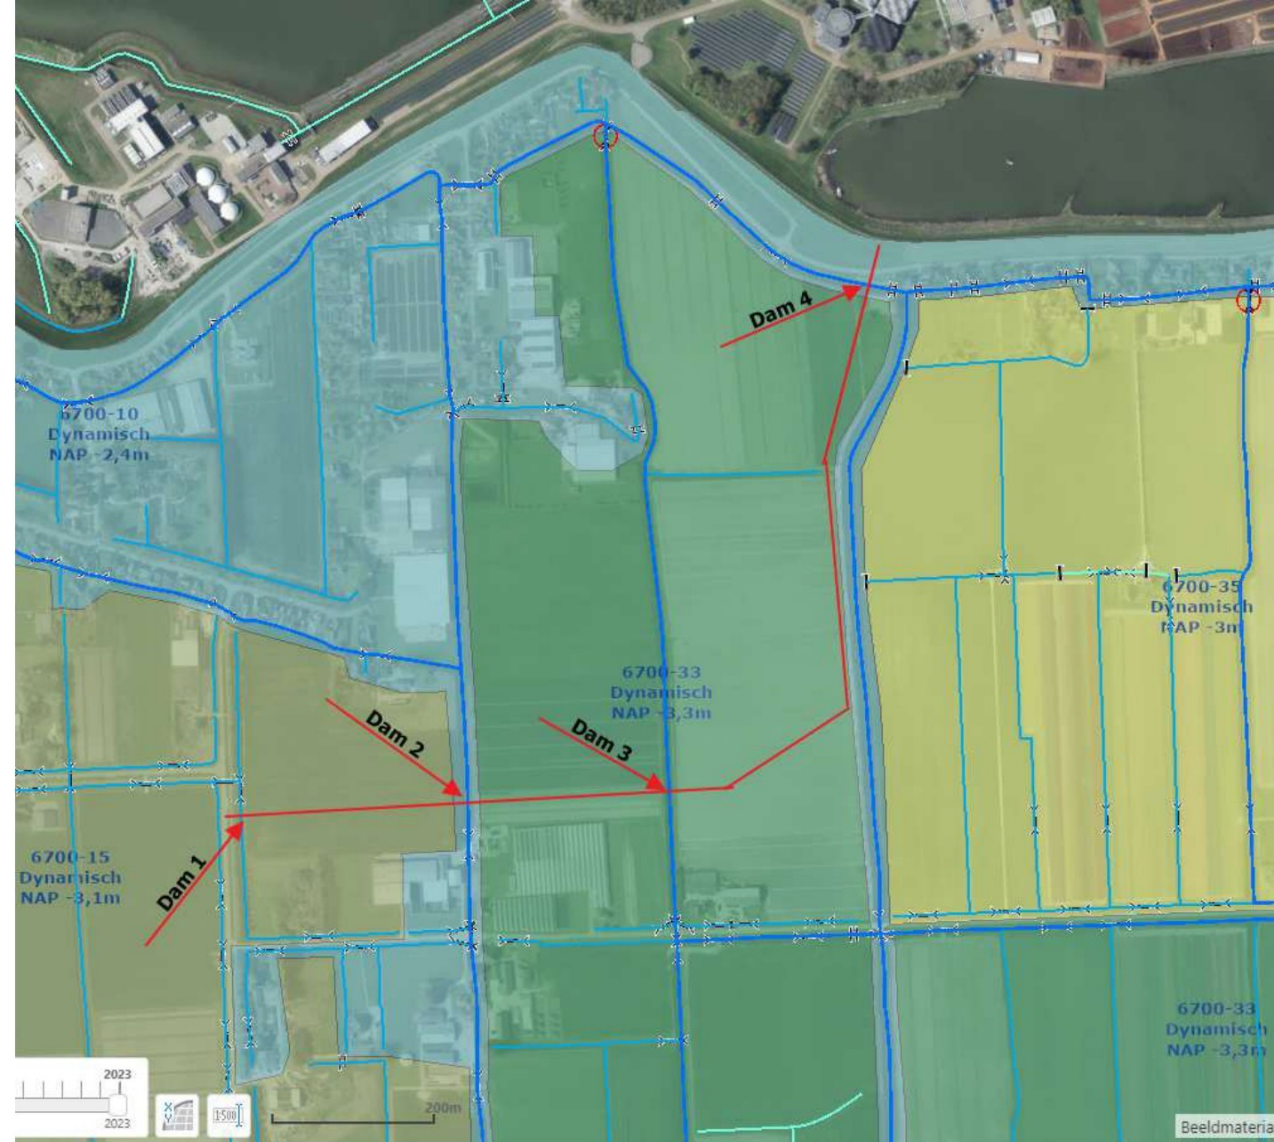 Dam 4
6700-10
Dynamisch
NAP -2,4m
6700-35
Dynamisch
NAP -3m
6700-33
Dynamisch
NAP -3,3m
Dam 2
Dam 3
6700-15
Dynamisch
NAP -3,1m
Dam 1
6700-33
Dynamisch
NAP -3,3m
2023
2023
X
Y
1:500
200m
Beeldmateria